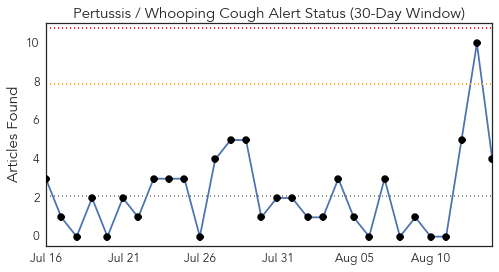 Pertussis / Whooping Cough Alert Status (30-Day Window)
Articles Found
10
8
6
4
2
0
Jul 16
Jul 21
Jul 26
Jul 31
Aug 05
Aug 10